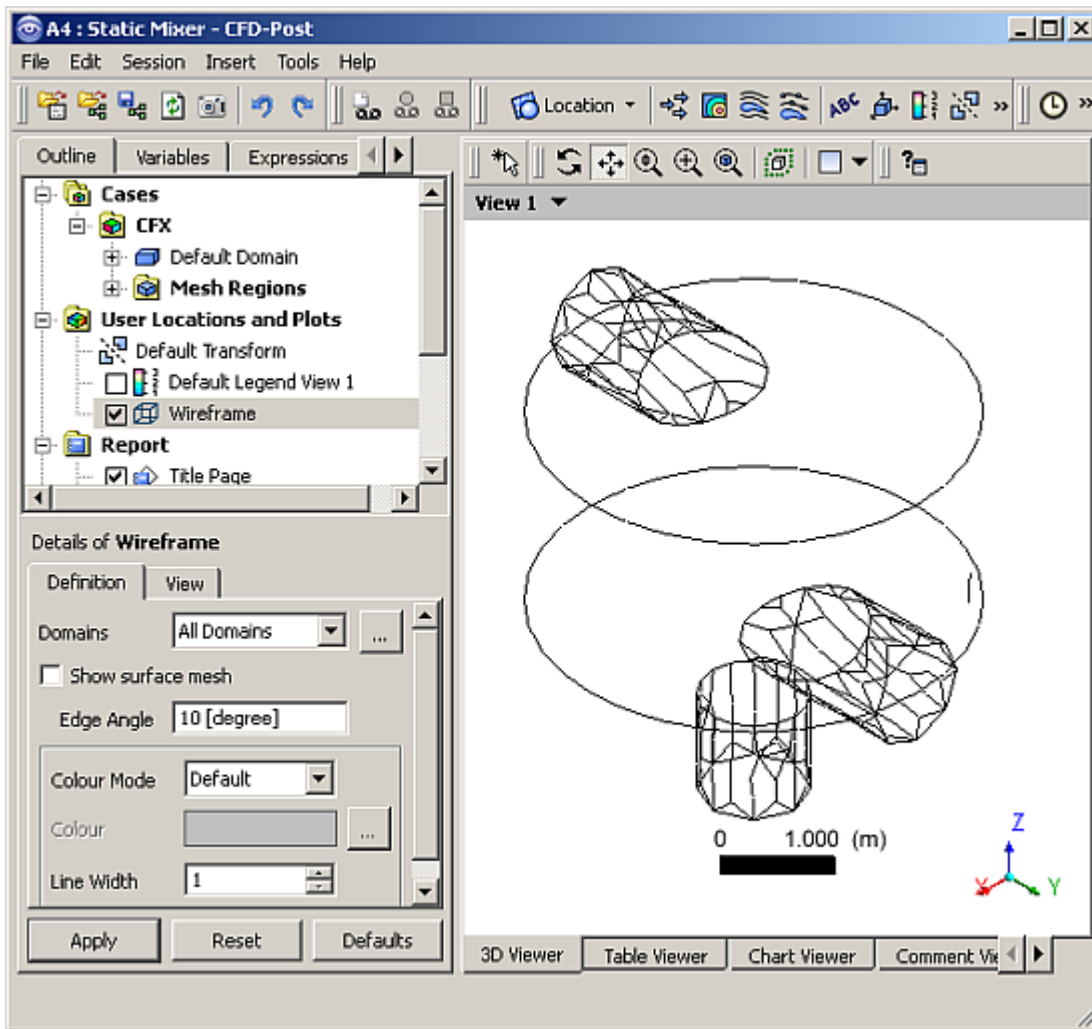 A4 : Static Mixer - CFD-Post
File Edit Session Insert Tools Help
Location
ABC
Outline Variables Expressions
Cases
CFX
Default Domain
Mesh Regions
User Locations and Plots
Default Transform
Default Legend View 1
Wireframe
Report
Title Page
Details of Wireframe
Definition View
Domains All Domains ...
Show surface mesh
Edge Angle 10 [degree]
Colour Mode Default
Colour ...
Line Width 1
Apply Reset Defaults
View 1
0 1.000 (m)
Z
X Y
3D Viewer Table Viewer Chart Viewer Comment